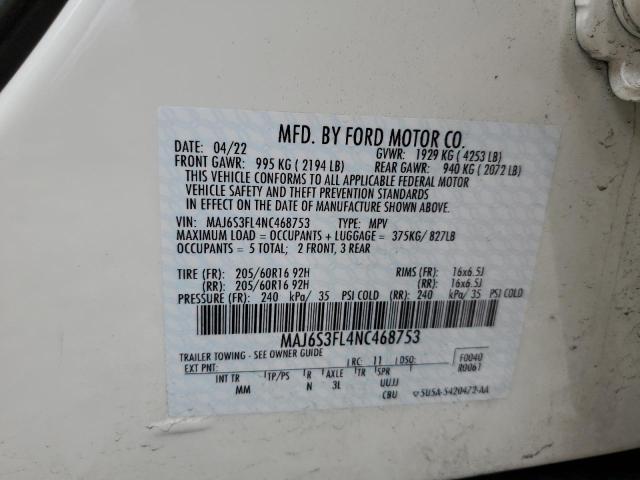 MFD. BY FORD MOTOR CO.
DATE: 04/22 GVWR: 1929 KG ( 4253 LB)
FRONT GAWR: 995 KG ( 2194 LB) REAR GAWR: 940 KG ( 2072 LB)
THIS VEHICLE CONFORMS TO ALL APPLICABLE FEDERAL MOTOR
VEHICLE SAFETY AND THEFT PREVENTION STANDARDS
IN EFFECT ON THE DATE OF MANUFACTURE SHOWN ABOVE.
VIN: MAJ6S3FL4NC468753 TYPE: MPV
MAXIMUM LOAD = OCCUPANTS + LUGGAGE = 375KG/ 827LB
OCCUPANTS = 5 TOTAL; 2 FRONT, 3 REAR
TIRE (FR): 205/60R16 92H RIMS (FR): 16x6.5J
(RR): 205/60R16 92H (RR): 16x6.5J
PRESSURE (FR): 240 kPa/ 35 PSI COLD (RR): 240 kPa/ 35 PSI COLD
MAJ6S3FL4NC468753
TRAILER TOWING - SEE OWNER GUIDE
EXT PNT: RC: 11 DSO: F0040
R0061
INT TR TP/PS R AXLE TR SPR
MM N 3L UUJJ
CBU 5U5A-5420472-AA